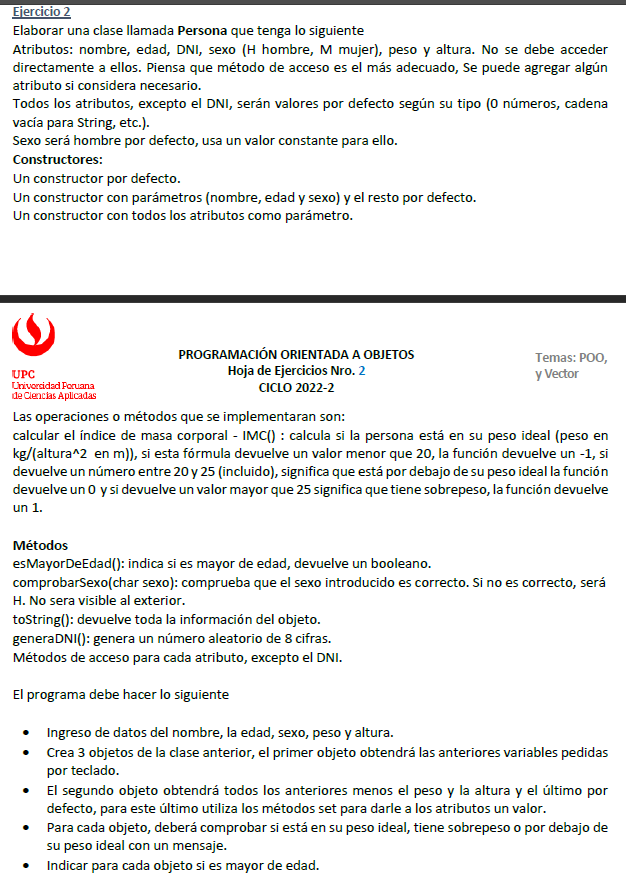 Ejercicio 2
Elaborar una clase llamada Persona que tenga lo siguiente
Atributos: nombre, edad, DNI, sexo (H hombre, M mujer), peso y altura. No se debe acceder
directamente a ellos. Piensa que método de acceso es el más adecuado, Se puede agregar algún
atributo si considera necesario.
Todos los atributos, excepto el DNI, serán valores por defecto según su tipo (0 números, cadena
vacía para String, etc.).
Sexo será hombre por defecto, usa un valor constante para ello.
Constructores:
Un constructor por defecto.
Un constructor con parámetros (nombre, edad y sexo) y el resto por defecto.
Un constructor con todos los atributos como parámetro.
UPC
Universidad Peruana
de Ciencias Aplicadas
PROGRAMACIÓN ORIENTADA A OBJETOS
Hoja de Ejercicios Nro. 2
CICLO 2022-2
Temas: POO,
y Vector
Las operaciones o métodos que se implementaran son:
calcular el índice de masa corporal - IMC() : calcula si la persona está en su peso ideal (peso en
kg/(altura^2 en m)), si esta fórmula devuelve un valor menor que 20, la función devuelve un -1, si
devuelve un número entre 20 y 25 (incluido), significa que está por debajo de su peso ideal la función
devuelve un 0 y si devuelve un valor mayor que 25 significa que tiene sobrepeso, la función devuelve
un 1.
Métodos
esMayorDeEdad(): indica si es mayor de edad, devuelve un booleano.
comprobarSexo(char sexo): comprueba que el sexo introducido es correcto. Si no es correcto, será
H. No sera visible al exterior.
toString(): devuelve toda la información del objeto.
generaDNI(): genera un número aleatorio de 8 cifras.
Métodos de acceso para cada atributo, excepto el DNI.
El programa debe hacer lo siguiente
• Ingreso de datos del nombre, la edad, sexo, peso y altura.
• Crea 3 objetos de la clase anterior, el primer objeto obtendrá las anteriores variables pedidas
por teclado.
• El segundo objeto obtendrá todos los anteriores menos el peso y la altura y el último por
defecto, para este último utiliza los métodos set para darle a los atributos un valor.
• Para cada objeto, deberá comprobar si está en su peso ideal, tiene sobrepeso o por debajo de
su peso ideal con un mensaje.
• Indicar para cada objeto si es mayor de edad.